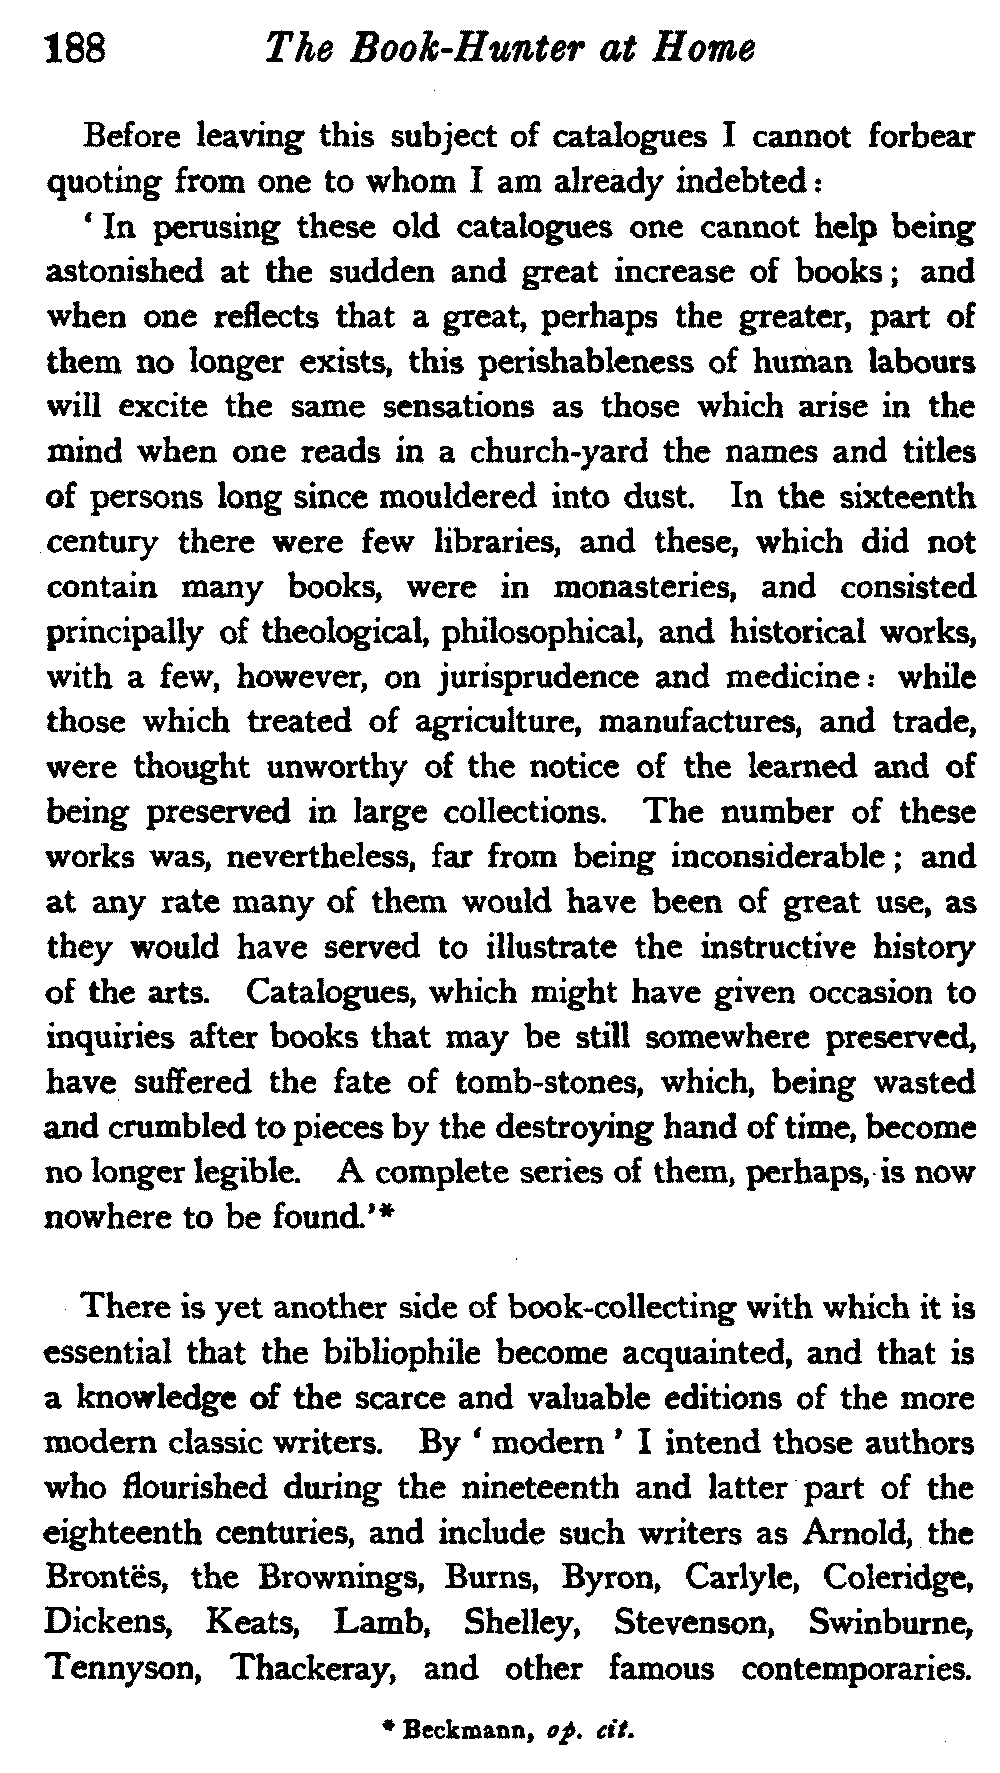 188 The Book-Hunter at Home
Before leaving this subject of catalogues I cannot forbear
quoting from one to whom I am already indebted :
‘ In perusing these old catalogues one cannot help being
astonished at the sudden and great increase of books ; and
when one reflects that a great, perhaps the greater, part of
them no longer exists, this perishableness of human labours
will excite the same sensations as those which arise in the
mind when one reads in a church-yard the names and titles
of persons long since mouldered into dust. In the sixteenth
century there were few libraries, and these, which did not
contain many books, were in monasteries, and consisted
principally of theological, philosophical, and historical works,
with a few, however, on jurisprudence and medicine : while
those which treated of agriculture, manufactures, and trade,
were thought unworthy of the notice of the learned and of
being preserved in large collections. The number of these
works was, nevertheless, far from being inconsiderable ; and
at any rate many of them would have been of great use, as
they would have served to illustrate the instructive history
of the arts. Catalogues, which might have given occasion to
inquiries after books that may be still somewhere preserved,
have suffered the fate of tomb-stones, which, being wasted
and crumbled to pieces by the destroying hand of time, become
no longer legible. A complete series of them, perhaps, is now
nowhere to be found.’*
There is yet another side of book-collecting with which it is
essential that the bibliophile become acquainted, and that is
a knowledge of the scarce and valuable editions of the more
modern classic writers. By ‘ modern ’ I intend those authors
who flourished during the nineteenth and latter part of the
eighteenth centuries, and include such writers as Arnold, the
Brontës, the Brownings, Burns, Byron, Carlyle, Coleridge,
Dickens, Keats, Lamb, Shelley, Stevenson, Swinburne,
Tennyson, Thackeray, and other famous contemporaries.
* Beckmann, op. cit.